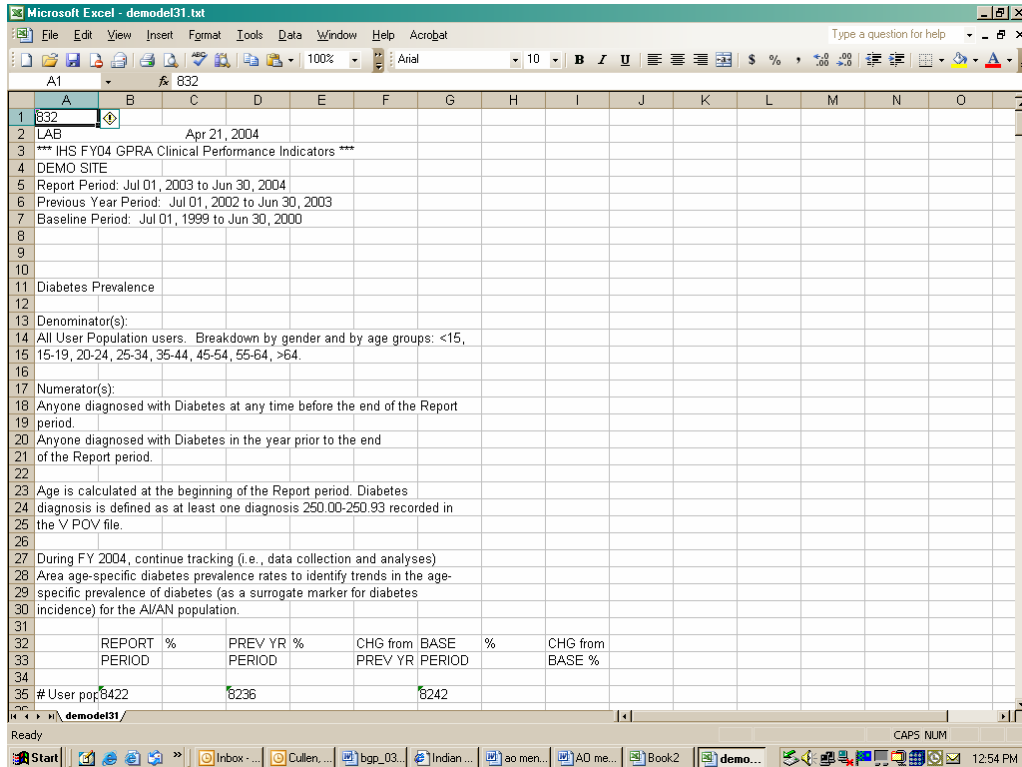 Microsoft Excel - demodel31.txt
File Edit View Insert Format Tools Data Window Help Acrobat Type a question for help
100% Arial 10 B I U $ % ,
A1 fx 832
A B C D E F G H I J K L M N O
1 832
2 LAB Apr 21, 2004
3 *** IHS FY04 GPRA Clinical Performance Indicators ***
4 DEMO SITE
5 Report Period: Jul 01, 2003 to Jun 30, 2004
6 Previous Year Period: Jul 01, 2002 to Jun 30, 2003
7 Baseline Period: Jul 01, 1999 to Jun 30, 2000
8
9
10
11 Diabetes Prevalence
12
13 Denominator(s):
14 All User Population users. Breakdown by gender and by age groups: <15,
15 15-19, 20-24, 25-34, 35-44, 45-54, 55-64, >64.
16
17 Numerator(s):
18 Anyone diagnosed with Diabetes at any time before the end of the Report
19 period.
20 Anyone diagnosed with Diabetes in the year prior to the end
21 of the Report period.
22
23 Age is calculated at the beginning of the Report period. Diabetes
24 diagnosis is defined as at least one diagnosis 250.00-250.93 recorded in
25 the V POV file.
26
27 During FY 2004, continue tracking (i.e., data collection and analyses)
28 Area age-specific diabetes prevalence rates to identify trends in the age-
29 specific prevalence of diabetes (as a surrogate marker for diabetes
30 incidence) for the AI/AN population.
31
32 REPORT % PREV YR % CHG from BASE % CHG from
33 PERIOD PERIOD PREV YR PERIOD BASE %
34
35 # User pop 8422 8236 8242
demodel31
Ready CAPS NUM
Start » Inbox - ... Cullen, ... bgp_03... Indian ... ao men... AO me... Book2 demo... 12:54 PM